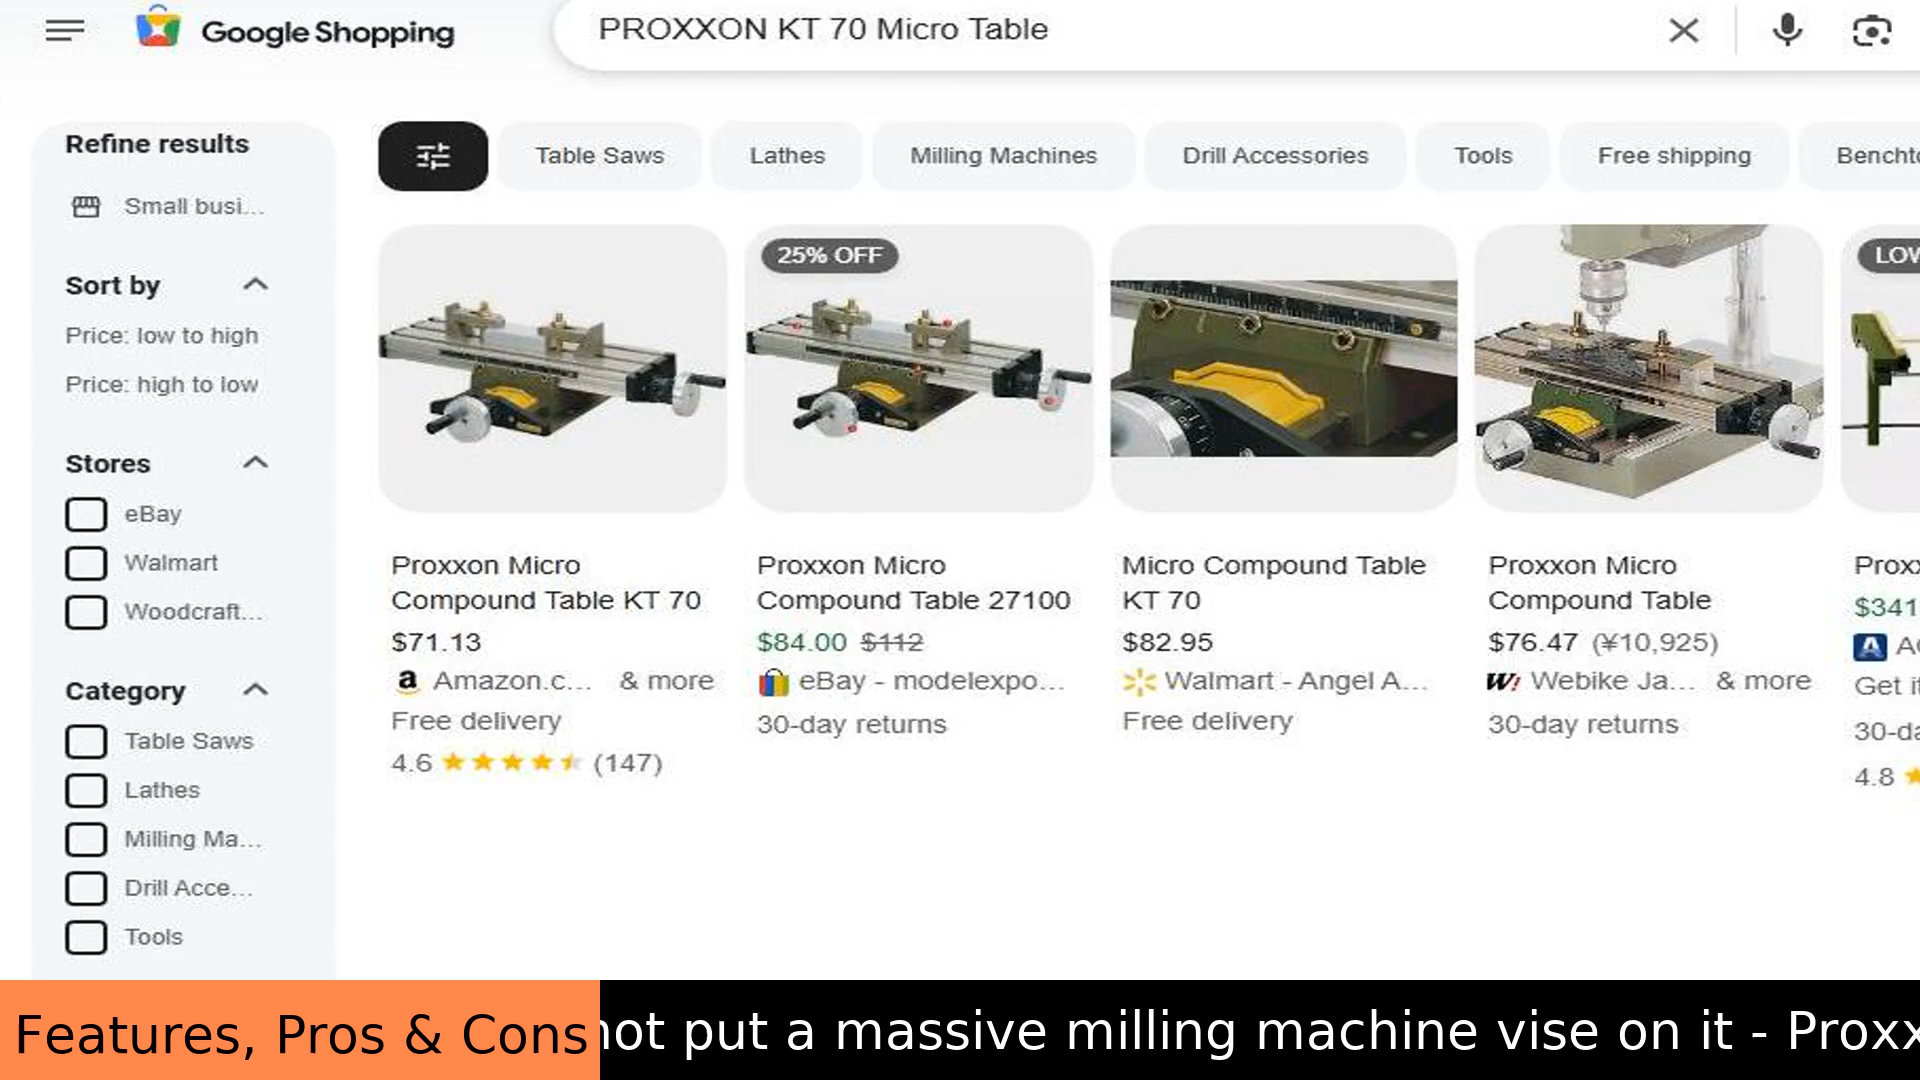 Google Shopping
PROXXON KT 70 Micro Table
Refine results
Small busi...
Sort by
Price: low to high
Price: high to low
Stores
eBay
Walmart
Woodcraft...
Category
Table Saws
Lathes
Milling Ma...
Drill Acce...
Tools
Table Saws
Lathes
Milling Machines
Drill Accessories
Tools
Free shipping
Proxxon Micro
Compound Table KT 70
$71.13
Amazon.c... & more
Free delivery
4.6 (147)
25% OFF
Proxxon Micro
Compound Table 27100
$84.00 $112
eBay - modelexpo...
30-day returns
Micro Compound Table
KT 70
$82.95
Walmart - Angel A...
Free delivery
Proxxon Micro
Compound Table
$76.47 (¥10,925)
Webike Ja... & more
30-day returns
$341
Get
4.8
Features, Pros & Cons
not put a massive milling machine vise on it -